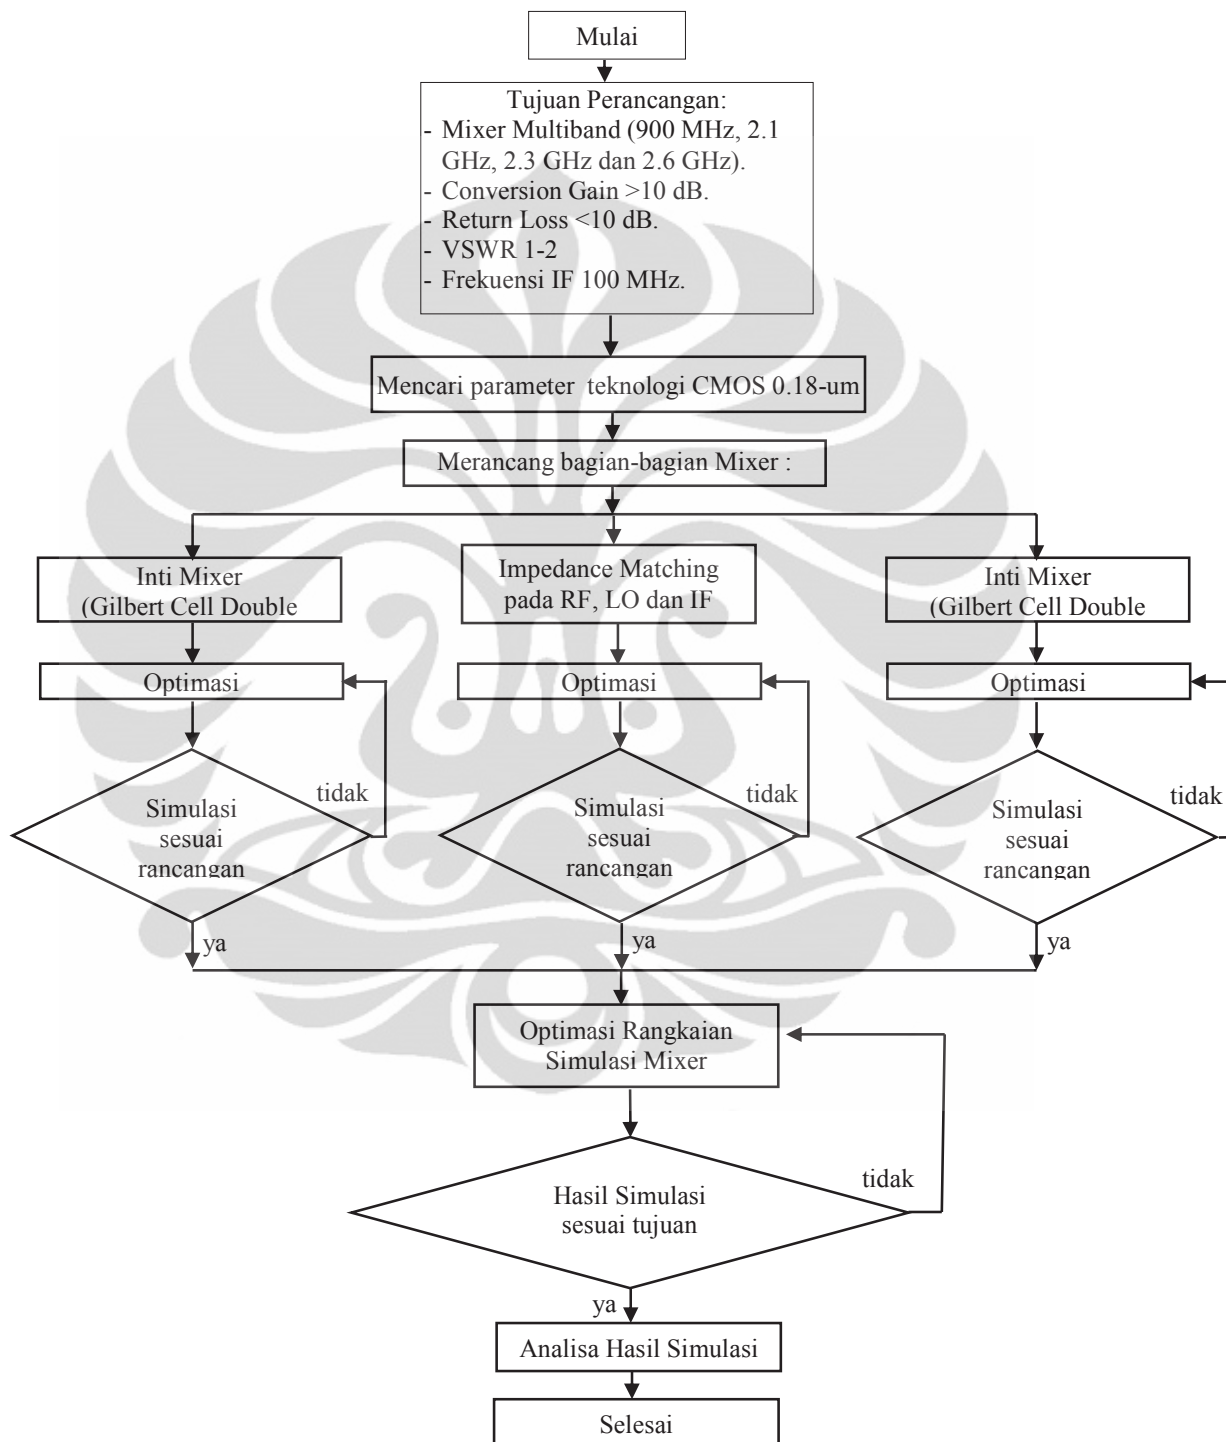 Mulai
Tujuan Perancangan:
- Mixer Multiband (900 MHz, 2.1
GHz, 2.3 GHz dan 2.6 GHz).
- Conversion Gain >10 dB.
- Return Loss <10 dB.
- VSWR 1-2
- Frekuensi IF 100 MHz.
Mencari parameter teknologi CMOS 0.18-um
Merancang bagian-bagian Mixer :
Inti Mixer
(Gilbert Cell Double
Impedance Matching
pada RF, LO dan IF
Inti Mixer
(Gilbert Cell Double
Optimasi
Optimasi
Optimasi
Simulasi
sesuai
rancangan
tidak
Simulasi
sesuai
rancangan
tidak
Simulasi
sesuai
rancangan
tidak
ya
ya
ya
Optimasi Rangkaian
Simulasi Mixer
Hasil Simulasi
sesuai tujuan
tidak
ya
Analisa Hasil Simulasi
Selesai